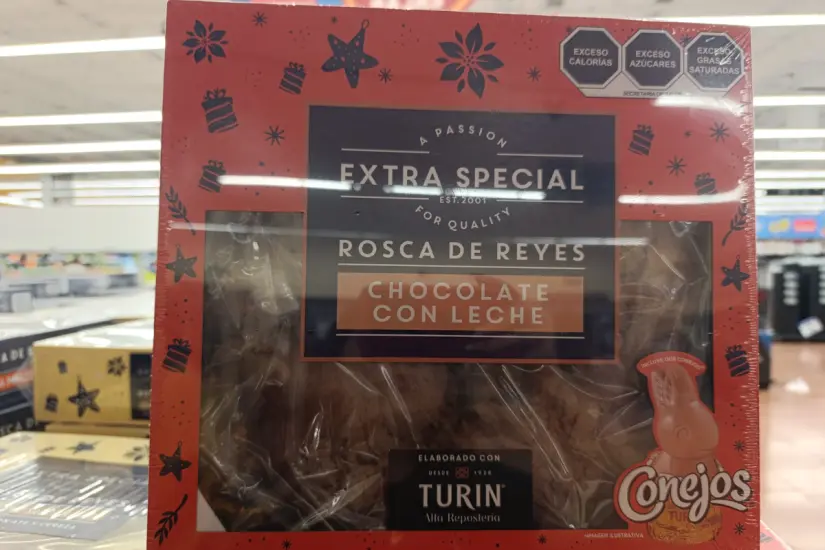 EXCESO
CALORÍAS
EXCESO
AZÚCARES
EXCESO
GRASAS
SATURADAS
A PASSION
EXTRA SPECIAL
EST. 2001
FOR QUALITY
ROSCA DE REYES
CHOCOLATE
CON LECHE
ELABORADO CON
DESDE 1928
TURIN
Alta Repostería
Conejos
*IMAGEN ILUSTRATIVA